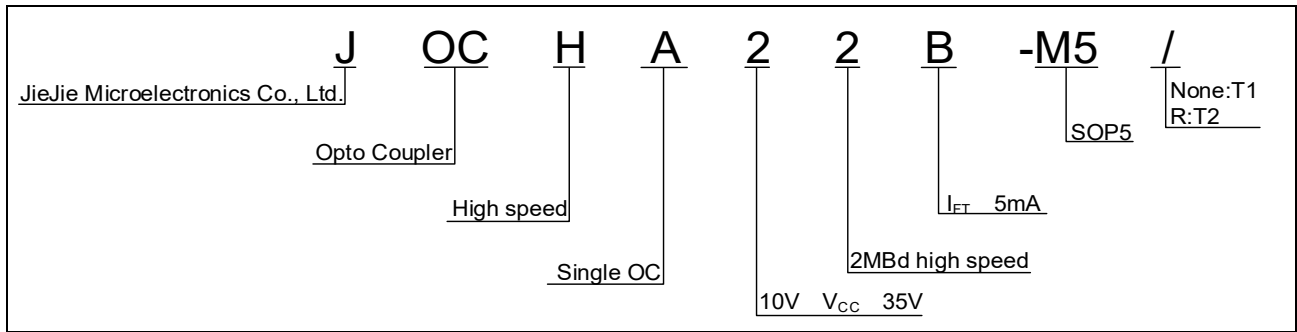 J OC H A 2 2 B -M5 /
JieJie Microelectronics Co., Ltd.
None:T1
R:T2
SOP5
Opto Coupler
High speed
IFT 5mA
Single OC
2MBd high speed
10V VCC 35V